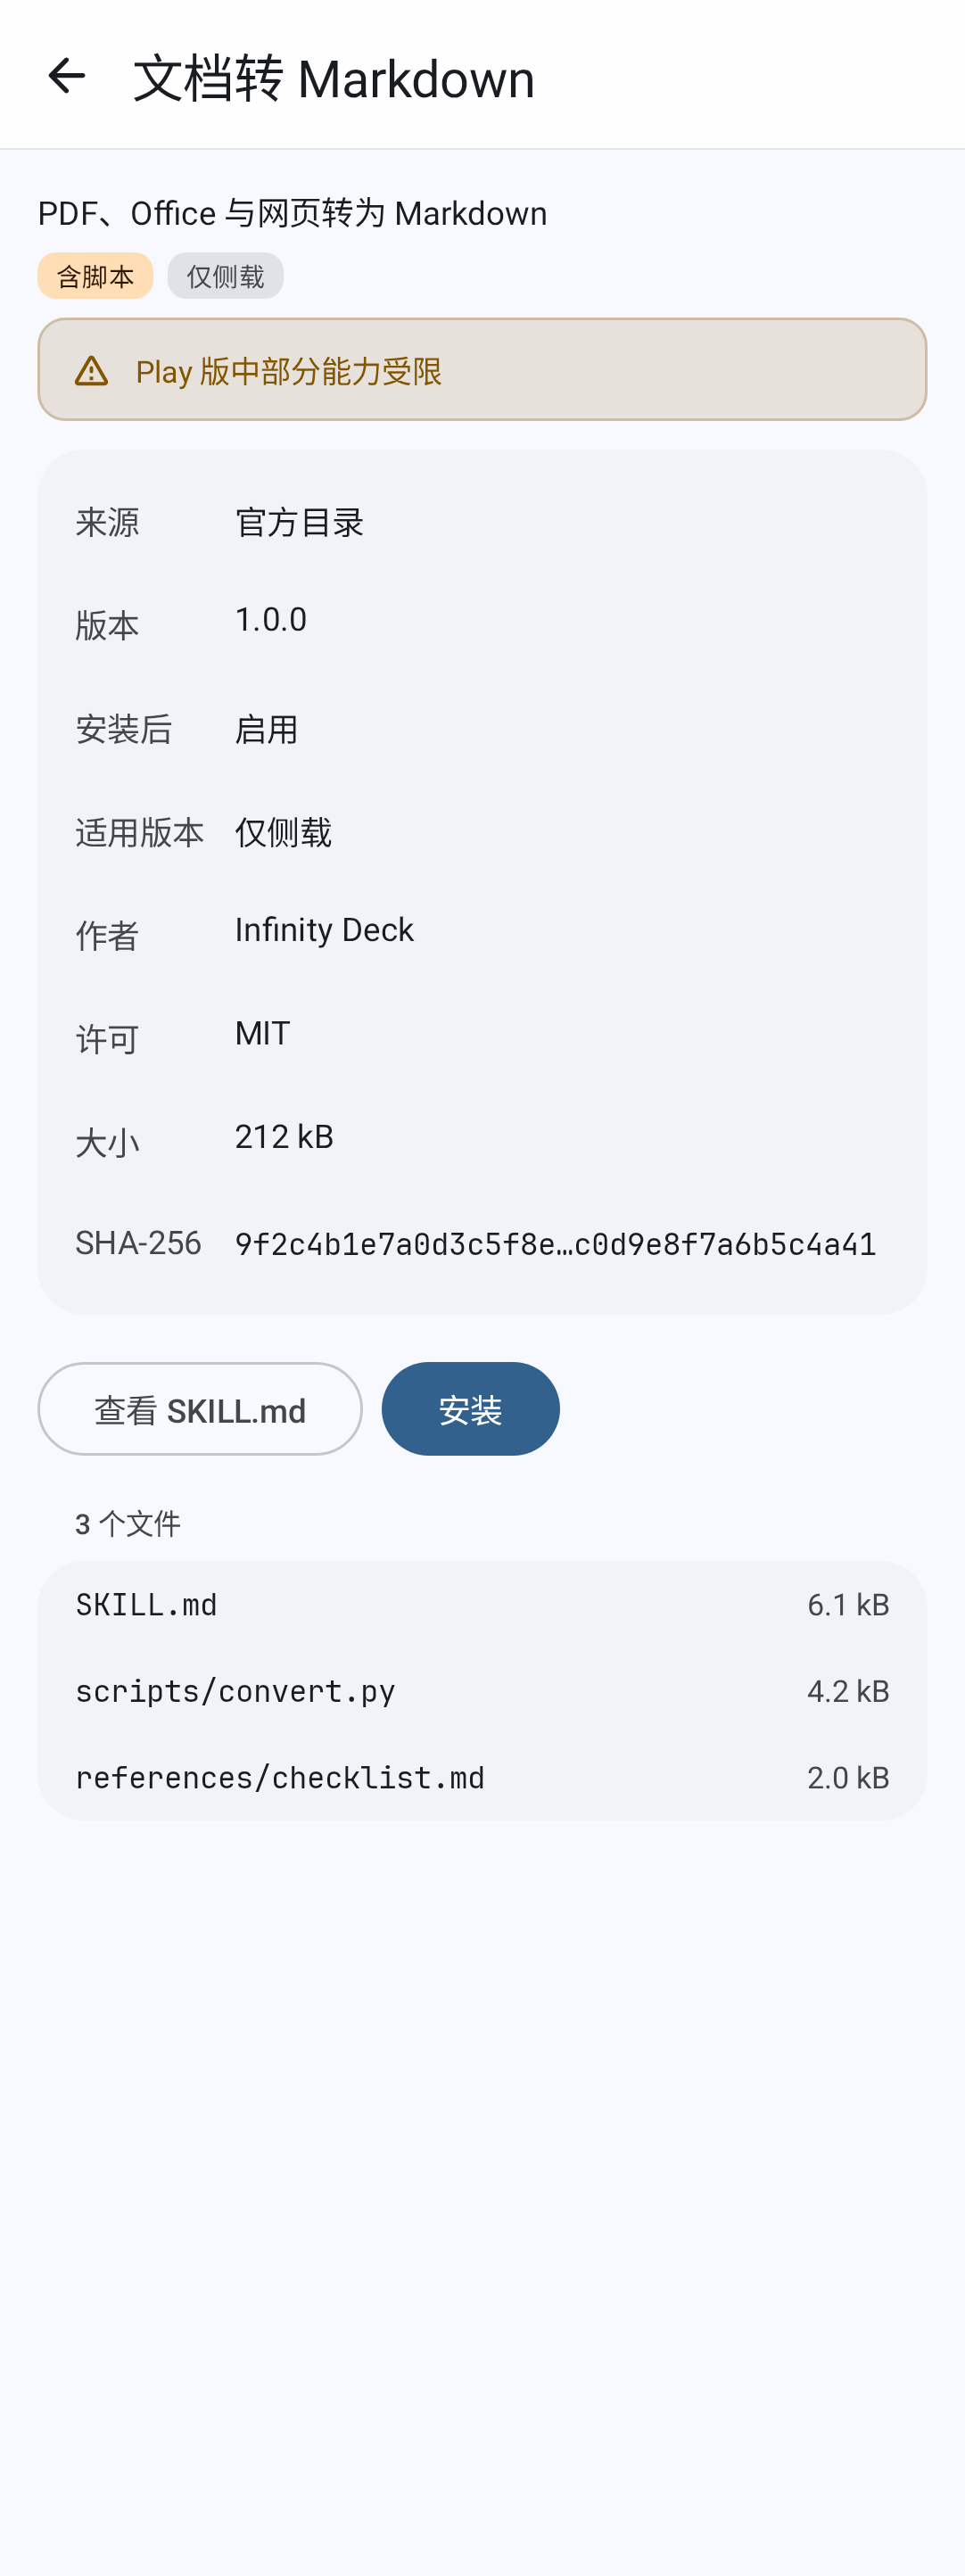 文档转 Markdown
PDF、Office 与网页转为 Markdown
含脚本 仅侧载
Play 版中部分能力受限
来源 官方目录
版本 1.0.0
安装后 启用
适用版本 仅侧载
作者 Infinity Deck
许可 MIT
大小 212 kB
SHA-256 9f2c4b1e7a0d3c5f8e…c0d9e8f7a6b5c4a41
查看 SKILL.md 安装
3 个文件
SKILL.md 6.1 kB
scripts/convert.py 4.2 kB
references/checklist.md 2.0 kB